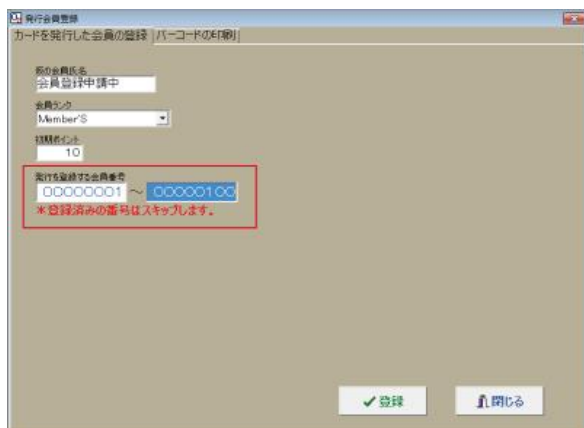 発行会員登録
カードを発行した会員の登録 バーコードの印刷
仮の会員氏名
会員登録申請中
会員ランク
Member'S
初期ポイント
10
発行を登録する会員番号
00000001 ～ 00000100
＊登録済みの番号はスキップします。
登録 閉じる